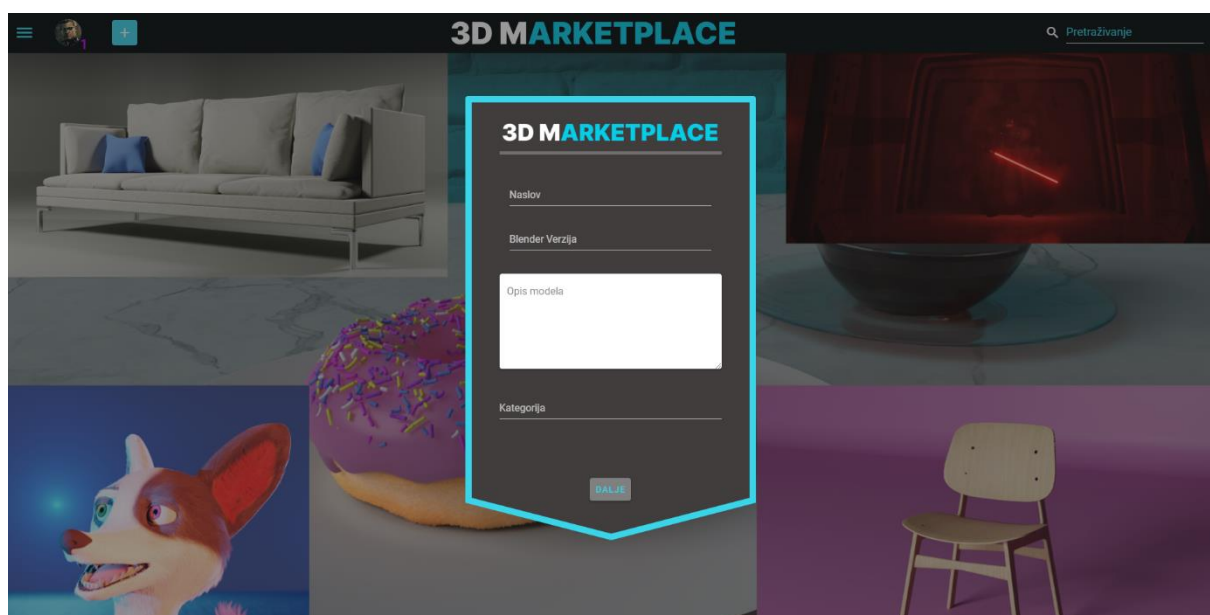 1
+
3D MARKETPLACE
Pretraživanje
3D MARKETPLACE
Naslov
Blender Verzija
Opis modela
Kategorija
DALJE